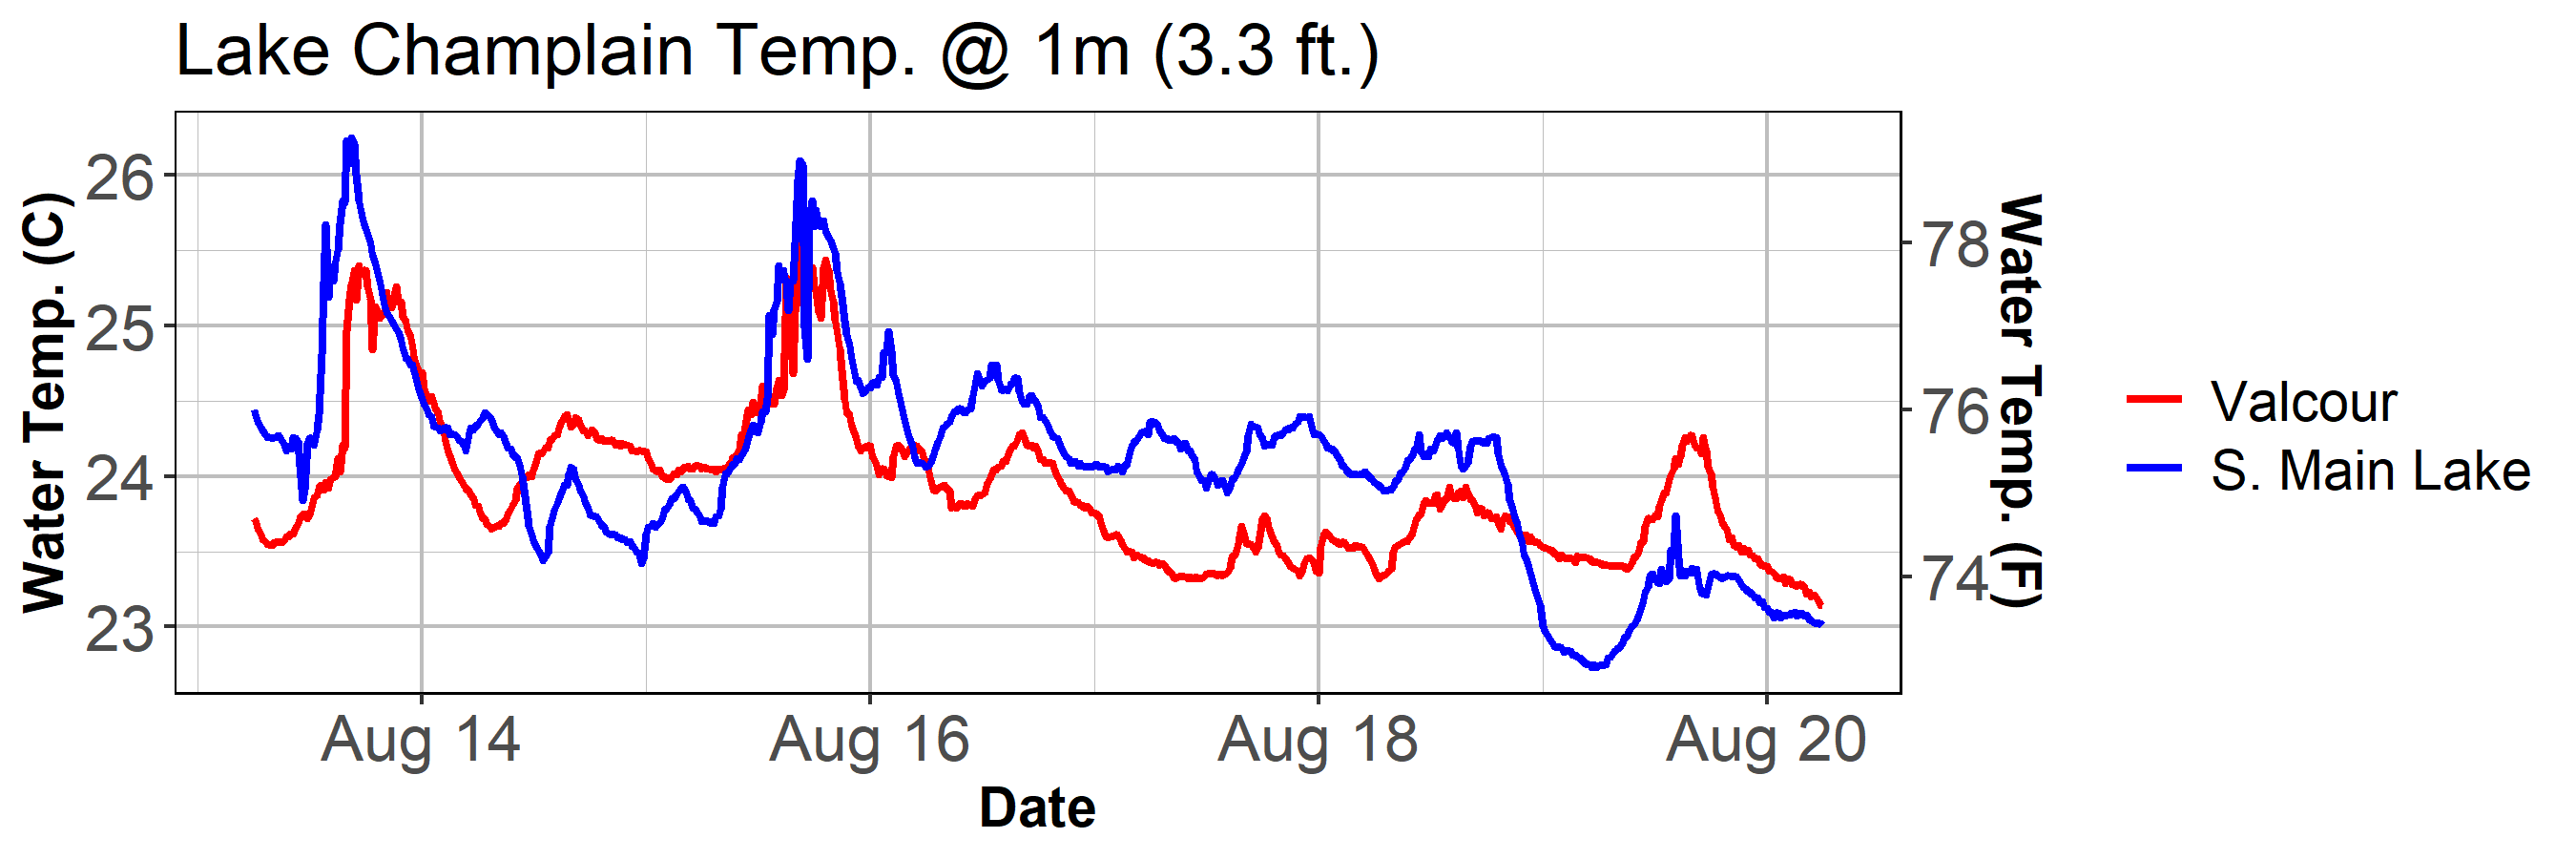 Lake Champlain Temp. @ 1m (3.3 ft.)
Water Temp. (C)
26
25
24
23
78
76
74
Water Temp. (F)
Aug 14
Aug 16
Aug 18
Aug 20
Date
Valcour
S. Main Lake